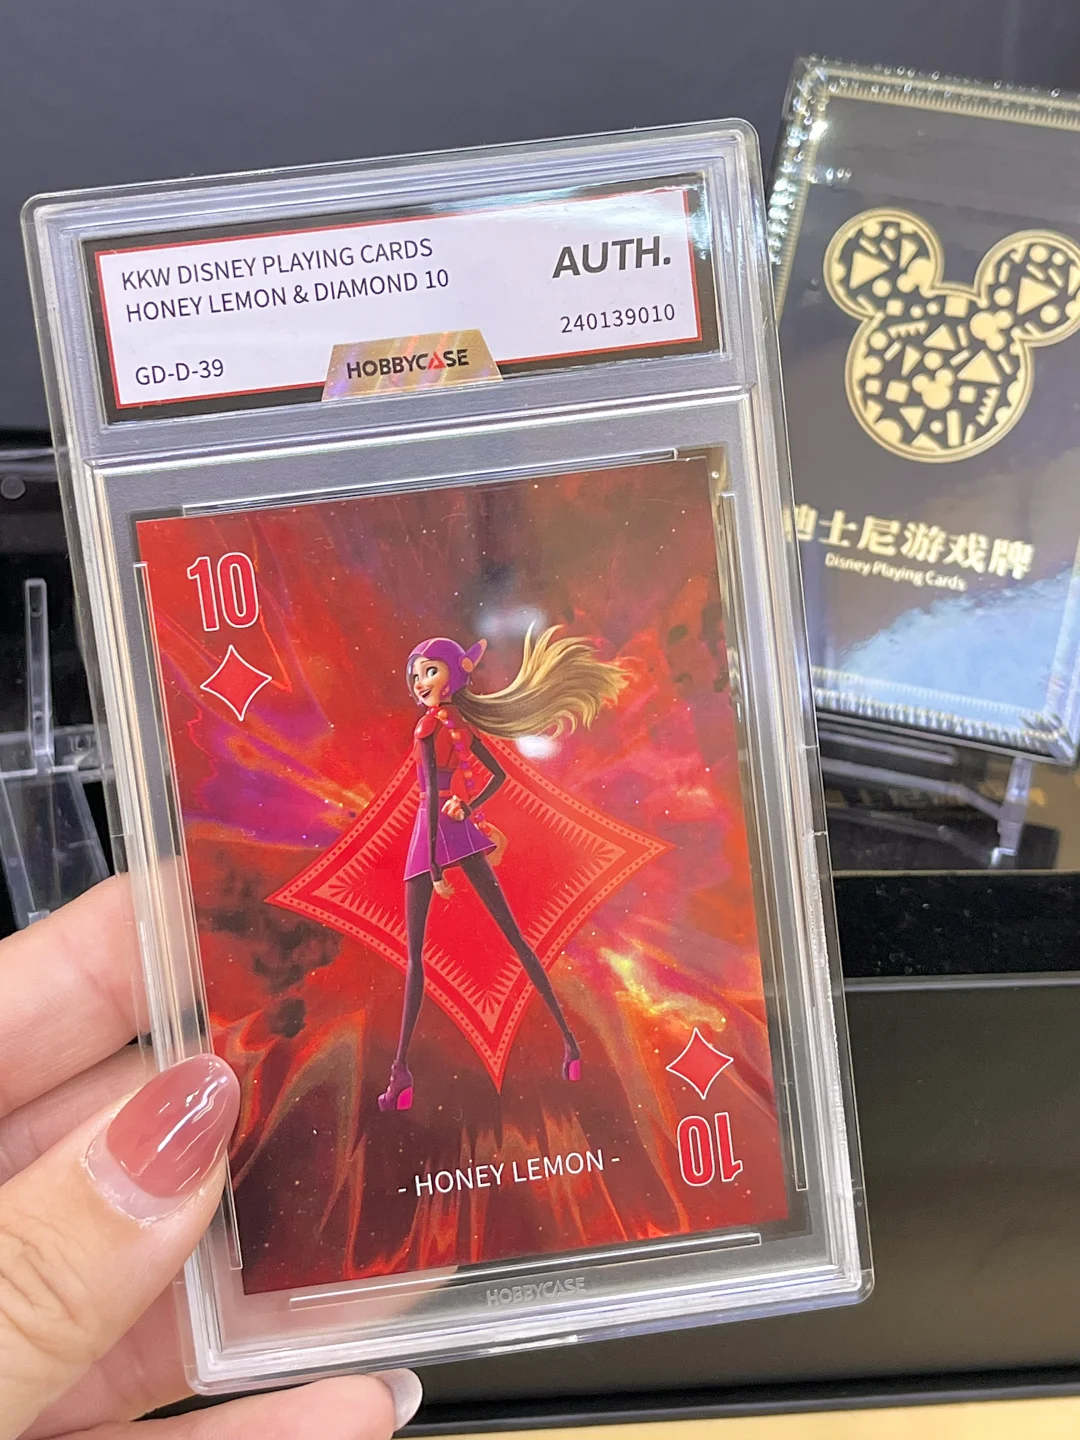 KKW DISNEY PLAYING CARDS
HONEY LEMON & DIAMOND 10
AUTH.
240139010
GD-D-39
HOBBYCASE
10
- HONEY LEMON -
10
HOBBYCASE
迪士尼游戏牌
Disney Playing Cards